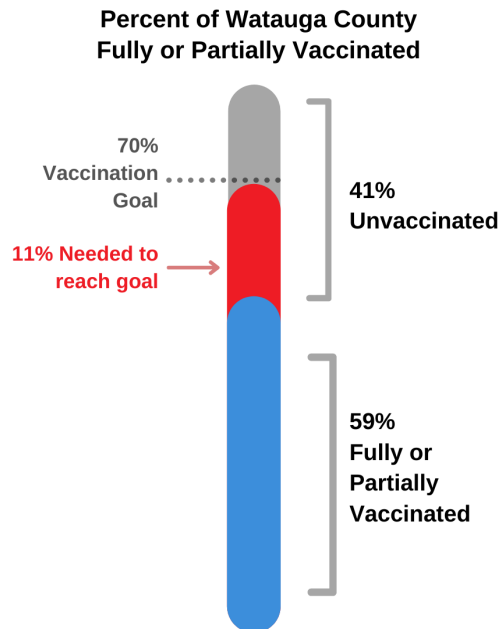 Percent of Watauga County
Fully or Partially Vaccinated
70%
Vaccination
Goal
41%
Unvaccinated
11% Needed to
reach goal
59%
Fully or
Partially
Vaccinated